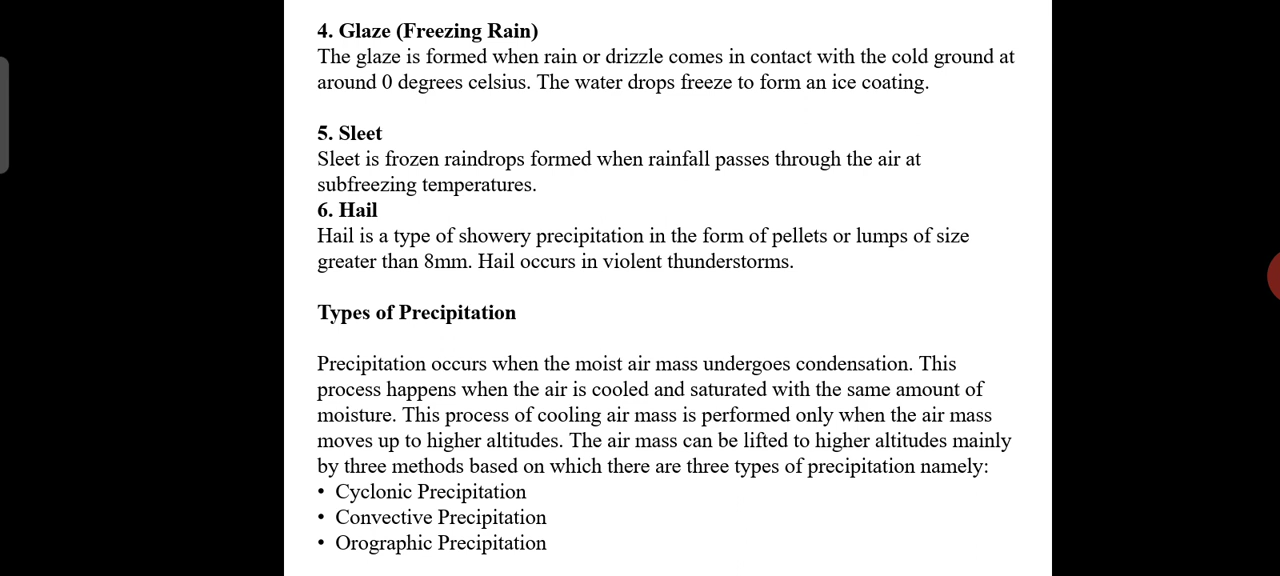 4. Glaze (Freezing Rain)
The glaze is formed when rain or drizzle comes in contact with the cold ground at
around 0 degrees celsius. The water drops freeze to form an ice coating.
5. Sleet
Sleet is frozen raindrops formed when rainfall passes through the air at
subfreezing temperatures.
6. Hail
Hail is a type of showery precipitation in the form of pellets or lumps of size
greater than 8mm. Hail occurs in violent thunderstorms.
Types of Precipitation
Precipitation occurs when the moist air mass undergoes condensation. This
process happens when the air is cooled and saturated with the same amount of
moisture. This process of cooling air mass is performed only when the air mass
moves up to higher altitudes. The air mass can be lifted to higher altitudes mainly
by three methods based on which there are three types of precipitation namely:
• Cyclonic Precipitation
• Convective Precipitation
• Orographic Precipitation